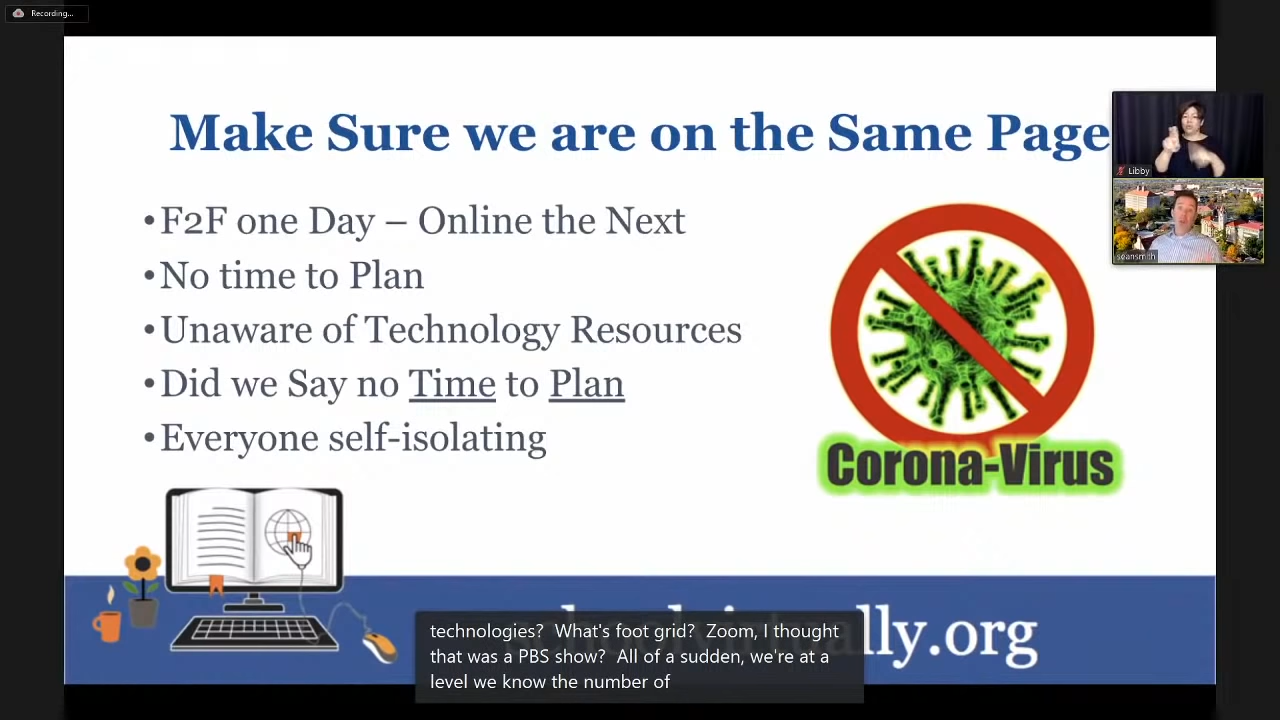 Recording...
Make Sure we are on the Same Page
•F2F one Day – Online the Next
•No time to Plan
•Unaware of Technology Resources
•Did we Say no Time to Plan
•Everyone self-isolating
Corona-Virus
Libby
seansmith
technologies?  What's foot grid?  Zoom, I thought
that was a PBS show?  All of a sudden, we're at a
level we know the number of
schoolvirtually.org